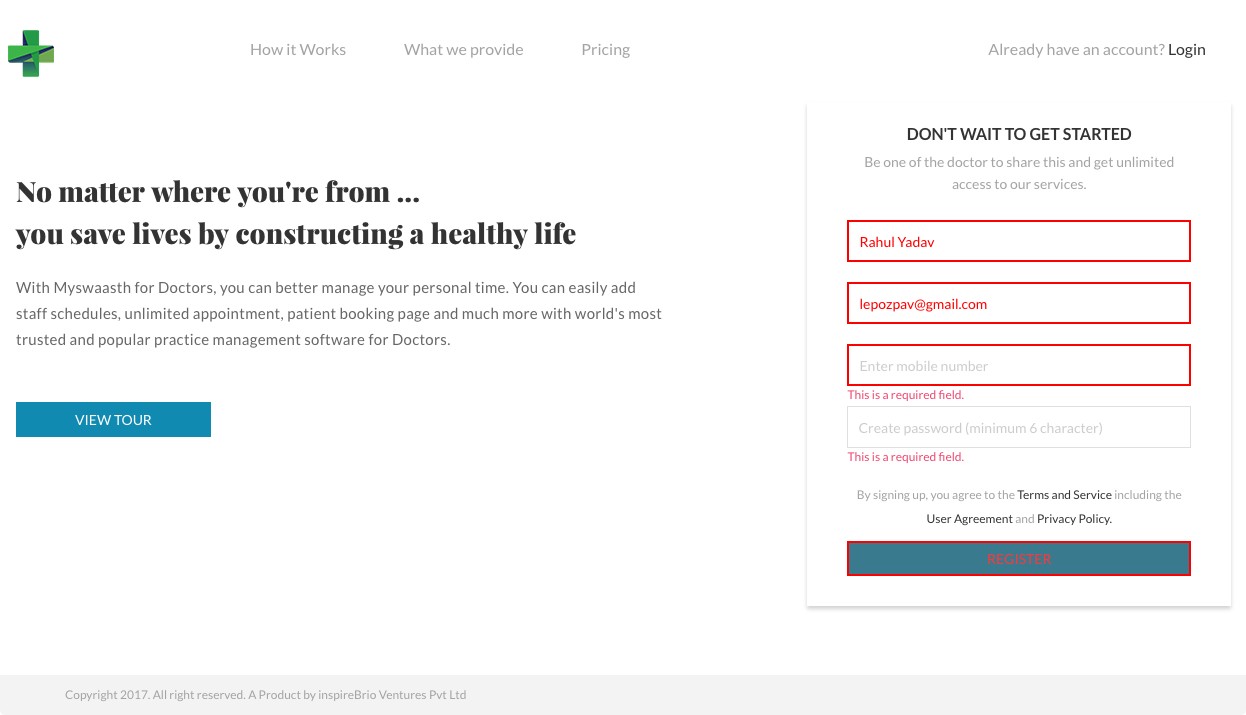 How it Works
What we provide
Pricing
Already have an account? Login
No matter where you're from ...
you save lives by constructing a healthy life
With Myswaasth for Doctors, you can better manage your personal time. You can easily add
staff schedules, unlimited appointment, patient booking page and much more with world's most
trusted and popular practice management software for Doctors.
VIEW TOUR
DON'T WAIT TO GET STARTED
Be one of the doctor to share this and get unlimited
access to our services.
Rahul Yadav
lepozpav@gmail.com
Enter mobile number
This is a required field.
Create password (minimum 6 character)
This is a required field.
By signing up, you agree to the Terms and Service including the
User Agreement and Privacy Policy.
REGISTER
Copyright 2017. All right reserved. A Product by inspireBrio Ventures Pvt Ltd